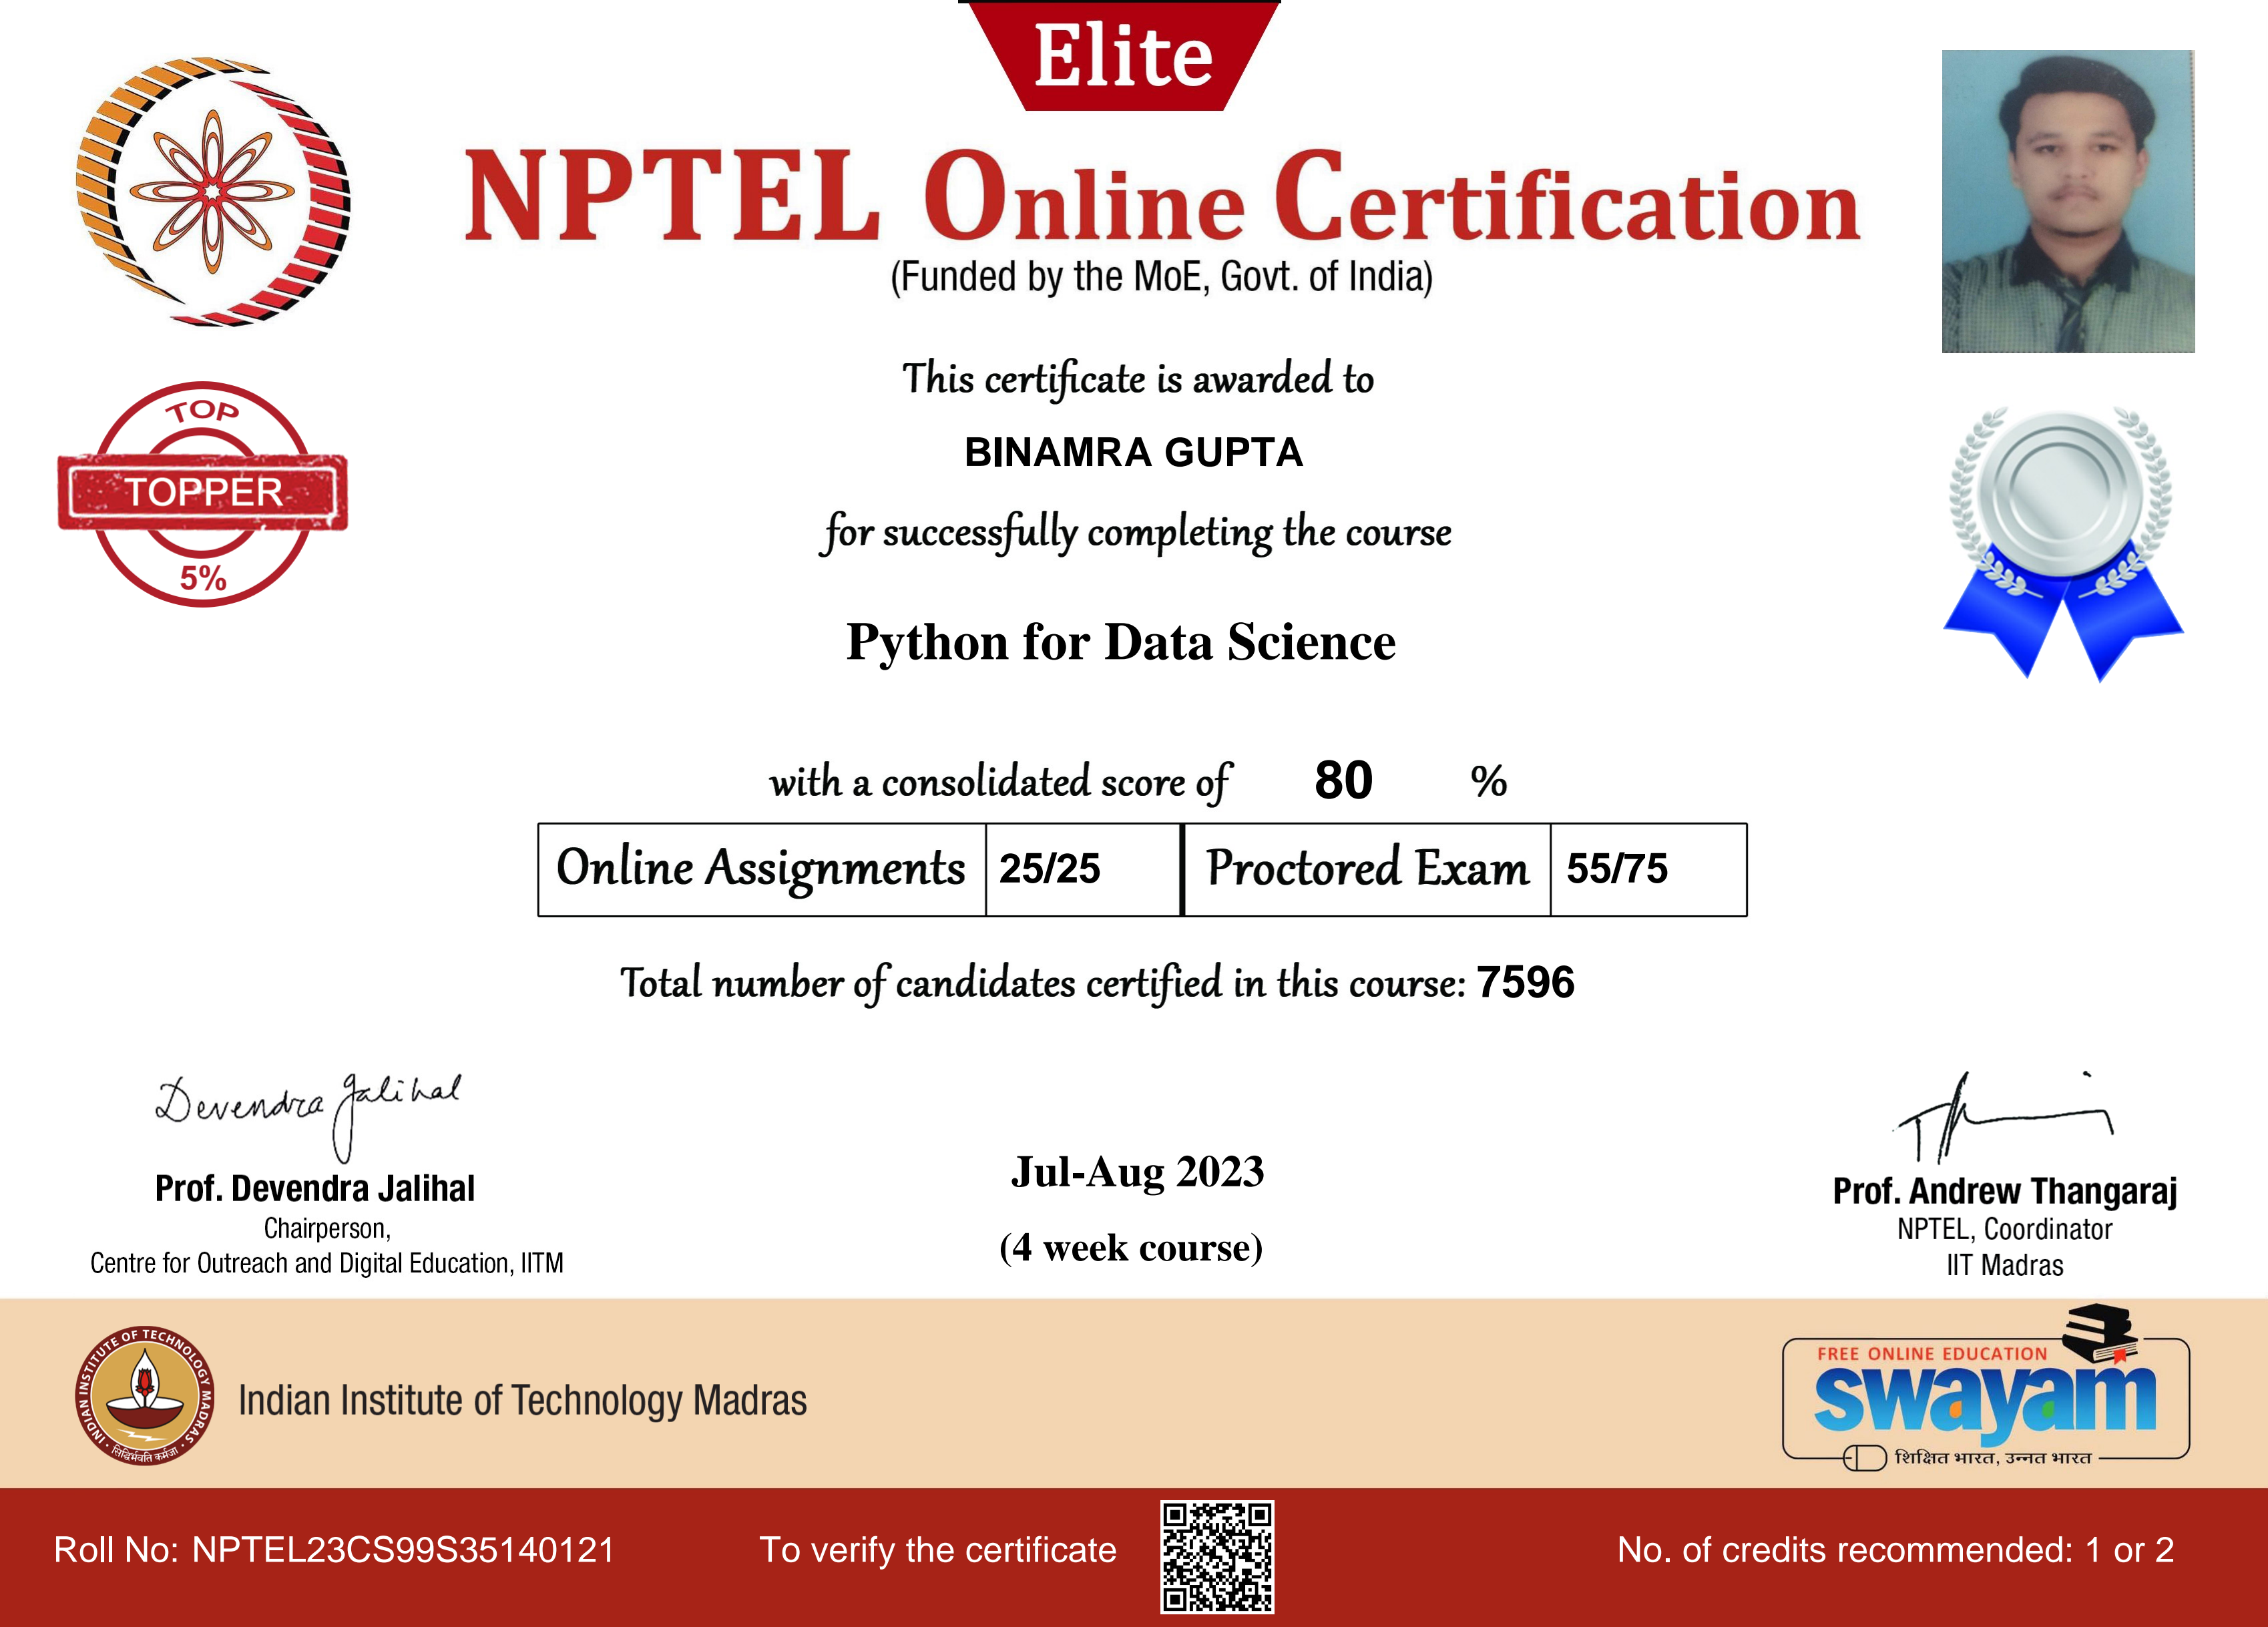 Elite
NPTEL Online Certification
(Funded by the MoE, Govt. of India)
This certificate is awarded to
BINAMRA GUPTA
for successfully completing the course
TOP
TOPPER
5%
Python for Data Science
with a consolidated score of 80 %
Online Assignments 25/25 Proctored Exam 55/75
Total number of candidates certified in this course: 7596
Devendra Jalihal
Prof. Devendra Jalihal
Chairperson,
Centre for Outreach and Digital Education, IITM
Jul-Aug 2023
(4 week course)
Prof. Andrew Thangaraj
NPTEL, Coordinator
IIT Madras
INDIAN INSTITUTE OF TECHNOLOGY MADRAS
सिद्धिर्भवति कर्मजा
Indian Institute of Technology Madras
FREE ONLINE EDUCATION
swayam
शिक्षित भारत, उन्नत भारत
Roll No: NPTEL23CS99S35140121
To verify the certificate
No. of credits recommended: 1 or 2